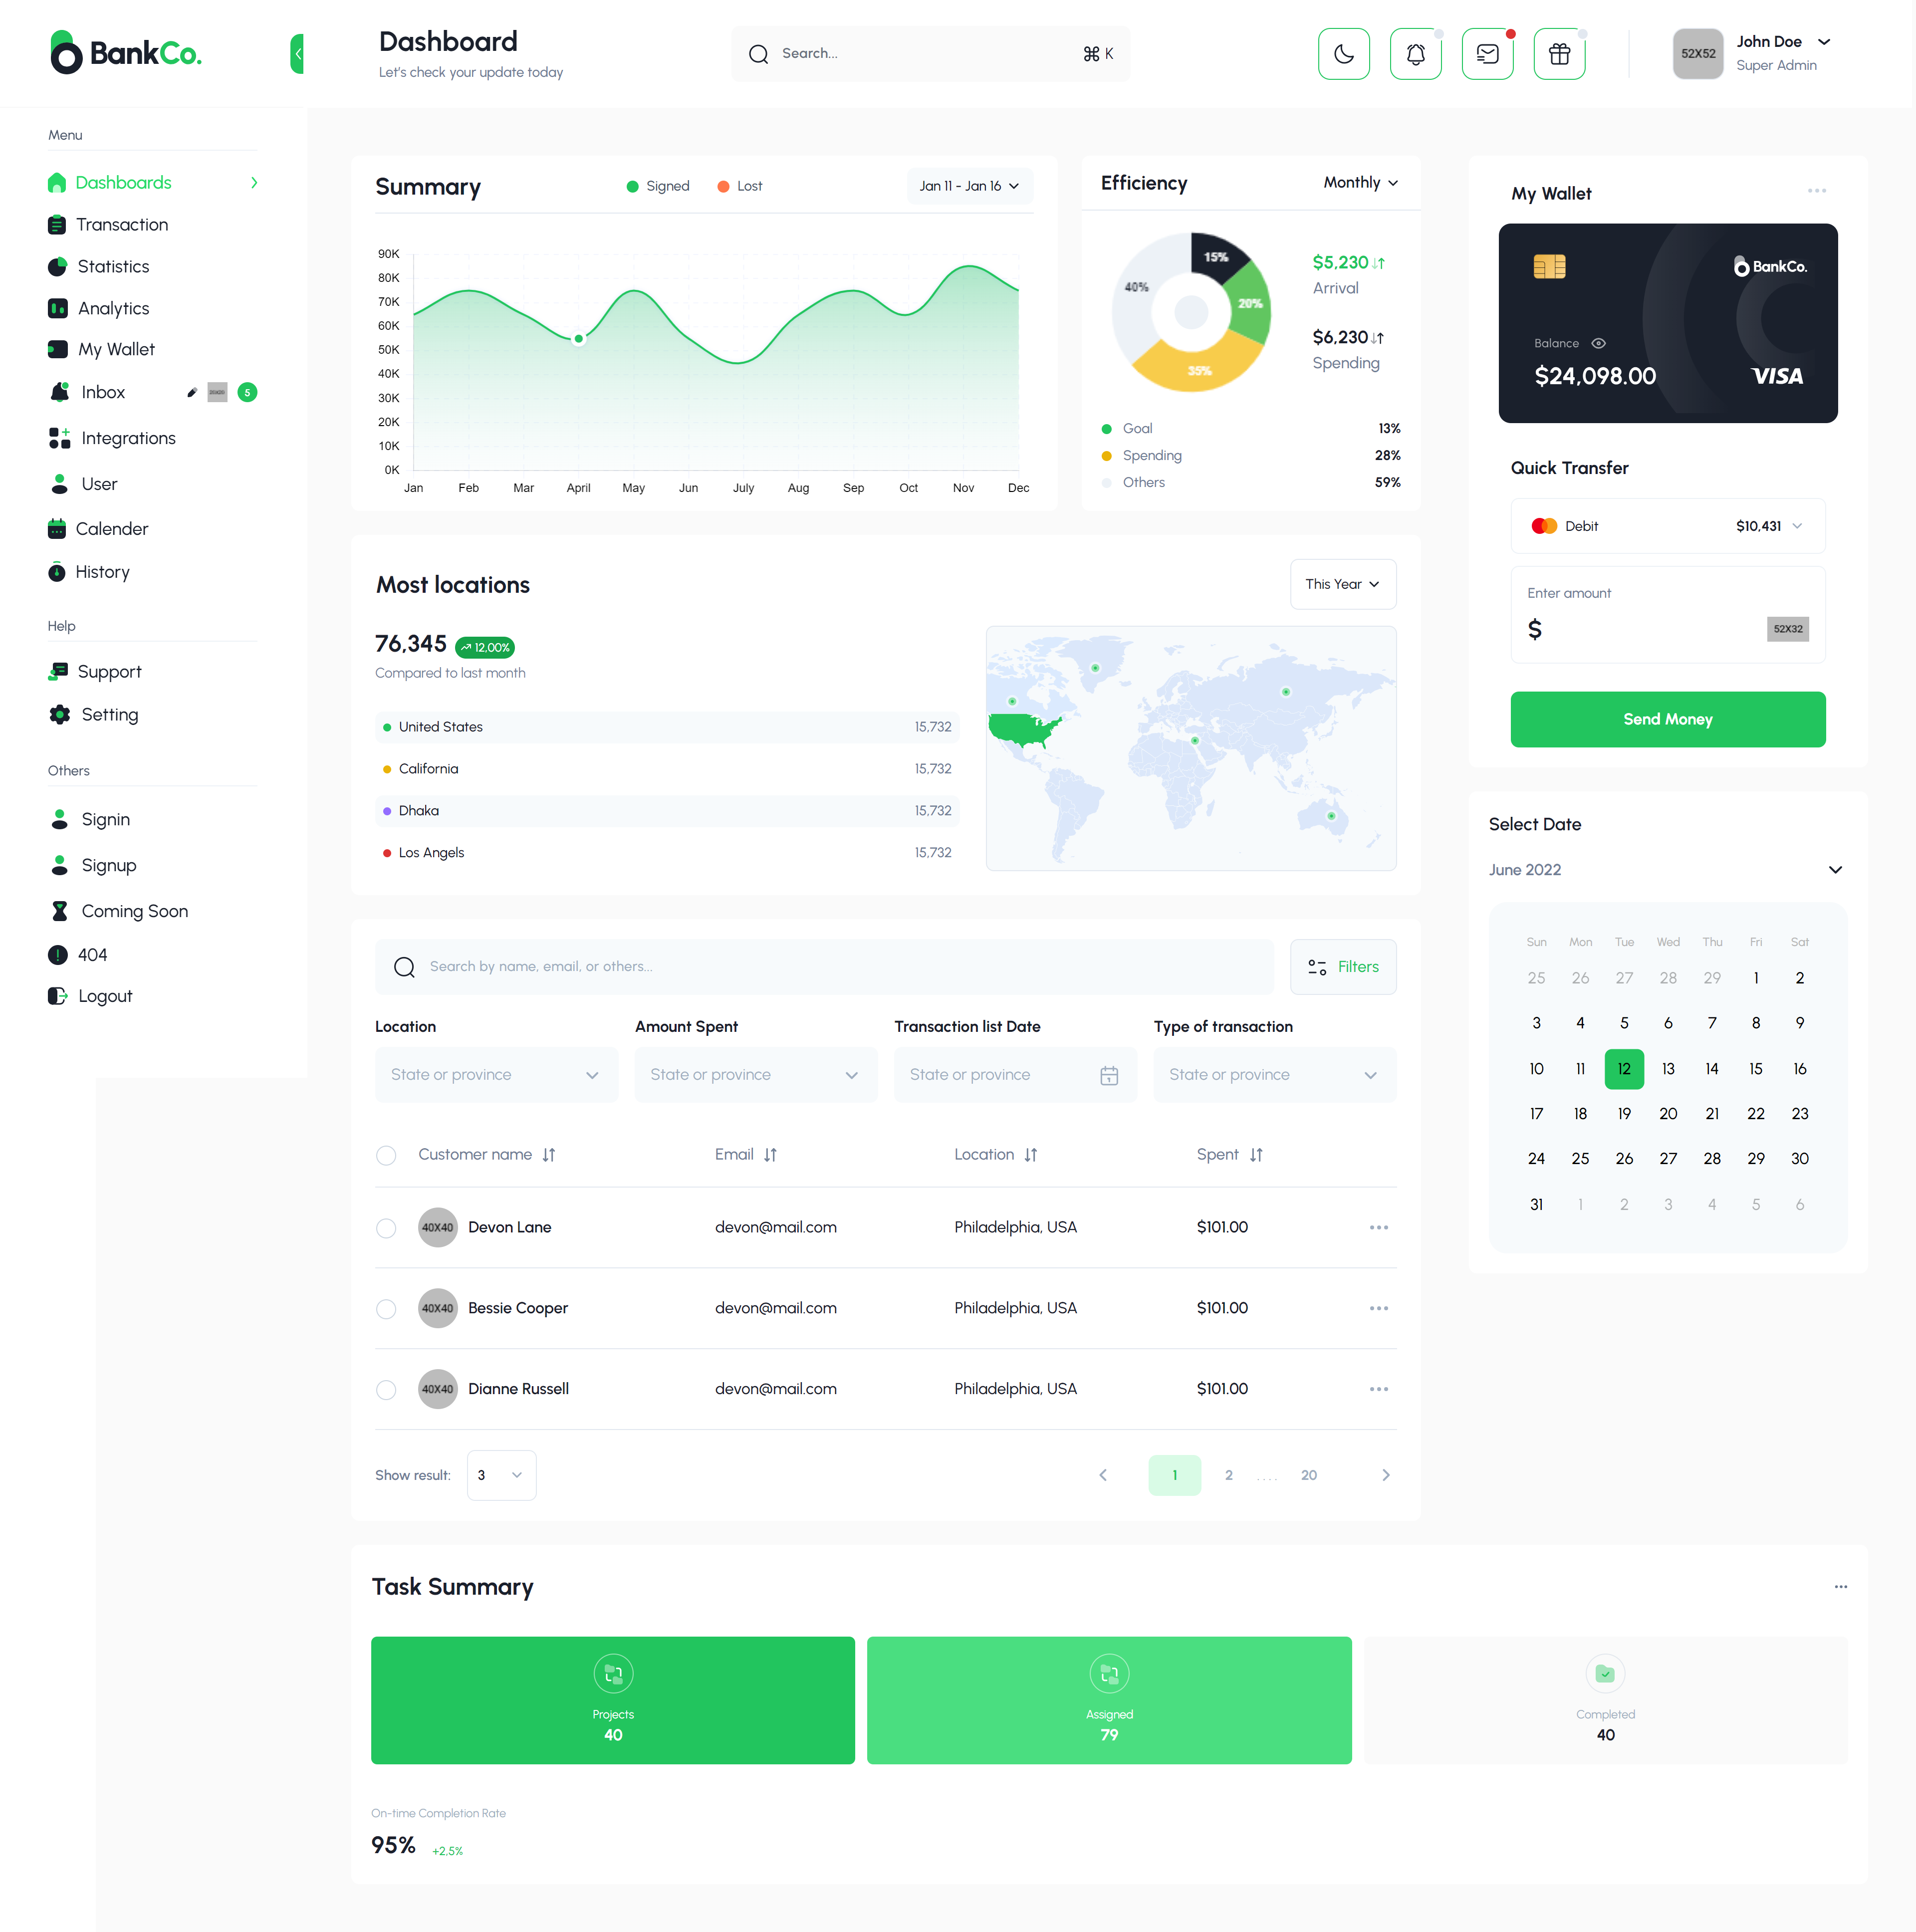 BankCo.
Dashboard
Let's check your update today
Search...
⌘ K
52X52
John Doe
Super Admin
Menu
Dashboards
Transaction
Statistics
Analytics
My Wallet
Inbox
5
Integrations
User
Calender
History
Help
Support
Setting
Others
Signin
Signup
Coming Soon
404
Logout
Summary
Signed
Lost
Jan 11 - Jan 16
90K
80K
70K
60K
50K
40K
30K
20K
10K
0K
Jan Feb Mar April May Jun July Aug Sep Oct Nov Dec
Efficiency
Monthly
15%
20%
35%
40%
$5,230
Arrival
$6,230
Spending
Goal 13%
Spending 28%
Others 59%
My Wallet
BankCo.
Balance
$24,098.00
VISA
Quick Transfer
Debit $10,431
Enter amount
$
52X32
Send Money
Most locations
This Year
76,345
12,00%
Compared to last month
United States 15,732
California 15,732
Dhaka 15,732
Los Angels 15,732
Select Date
June 2022
Sun Mon Tue Wed Thu Fri Sat
25 26 27 28 29 1 2
3 4 5 6 7 8 9
10 11 12 13 14 15 16
17 18 19 20 21 22 23
24 25 26 27 28 29 30
31 1 2 3 4 5 6
Search by name, email, or others...
Filters
Location
State or province
Amount Spent
State or province
Transaction list Date
State or province
Type of transaction
State or province
Customer name Email Location Spent
40X40 Devon Lane devon@mail.com Philadelphia, USA $101.00
40X40 Bessie Cooper devon@mail.com Philadelphia, USA $101.00
40X40 Dianne Russell devon@mail.com Philadelphia, USA $101.00
Show result: 3
1 2 .... 20
Task Summary
Projects
40
Assigned
79
Completed
40
On-time Completion Rate
95% +2.5%